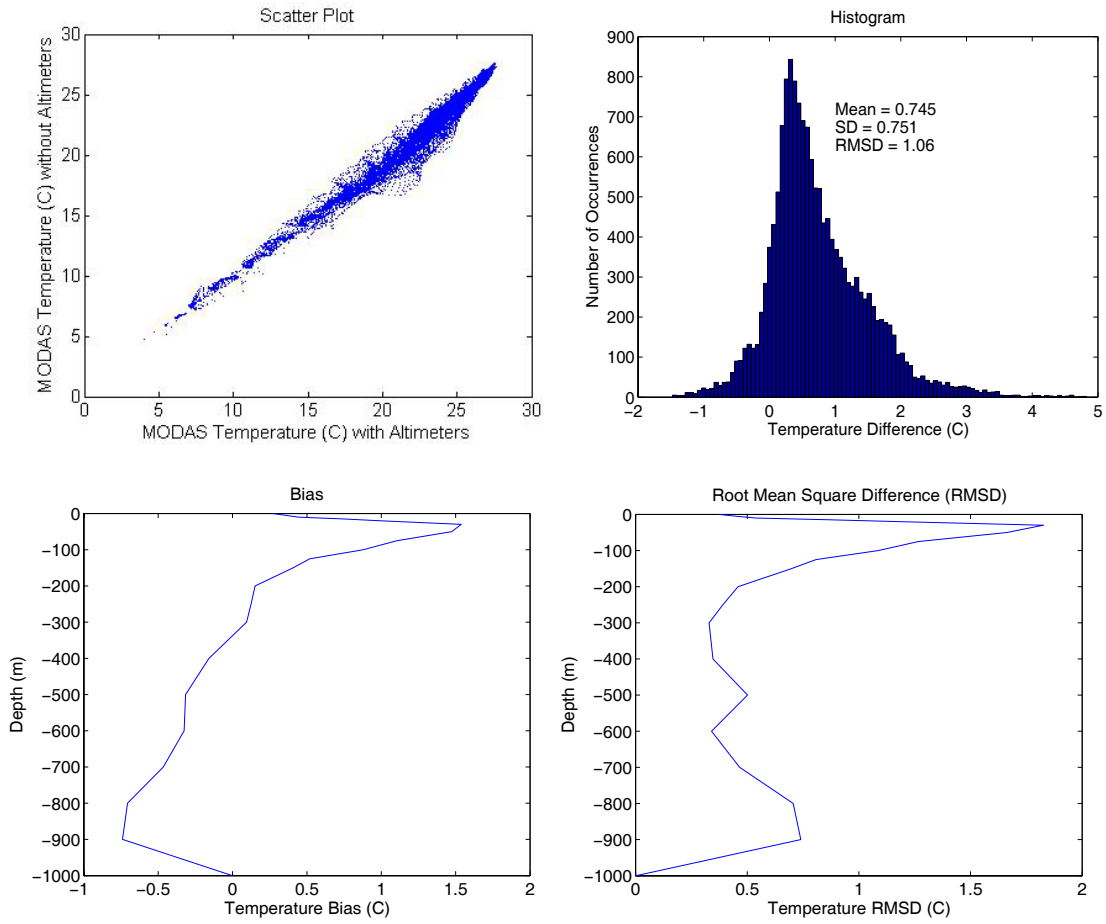 Scatter Plot
30
25
20
15
10
5
0
0 5 10 15 20 25 30
MODAS Temperature (C) without Altimeters
MODAS Temperature (C) with Altimeters
Histogram
900
800
700
600
500
400
300
200
100
0
−2 −1 0 1 2 3 4 5
Number of Occurrences
Mean = 0.745
SD = 0.751
RMSD = 1.06
Temperature Difference (C)
Bias
0
−100
−200
−300
−400
−500
−600
−700
−800
−900
−1000
−1 −0.5 0 0.5 1 1.5 2
Depth (m)
Temperature Bias (C)
Root Mean Square Difference (RMSD)
0
−100
−200
−300
−400
−500
−600
−700
−800
−900
−1000
0 0.5 1 1.5 2
Depth (m)
Temperature RMSD (C)